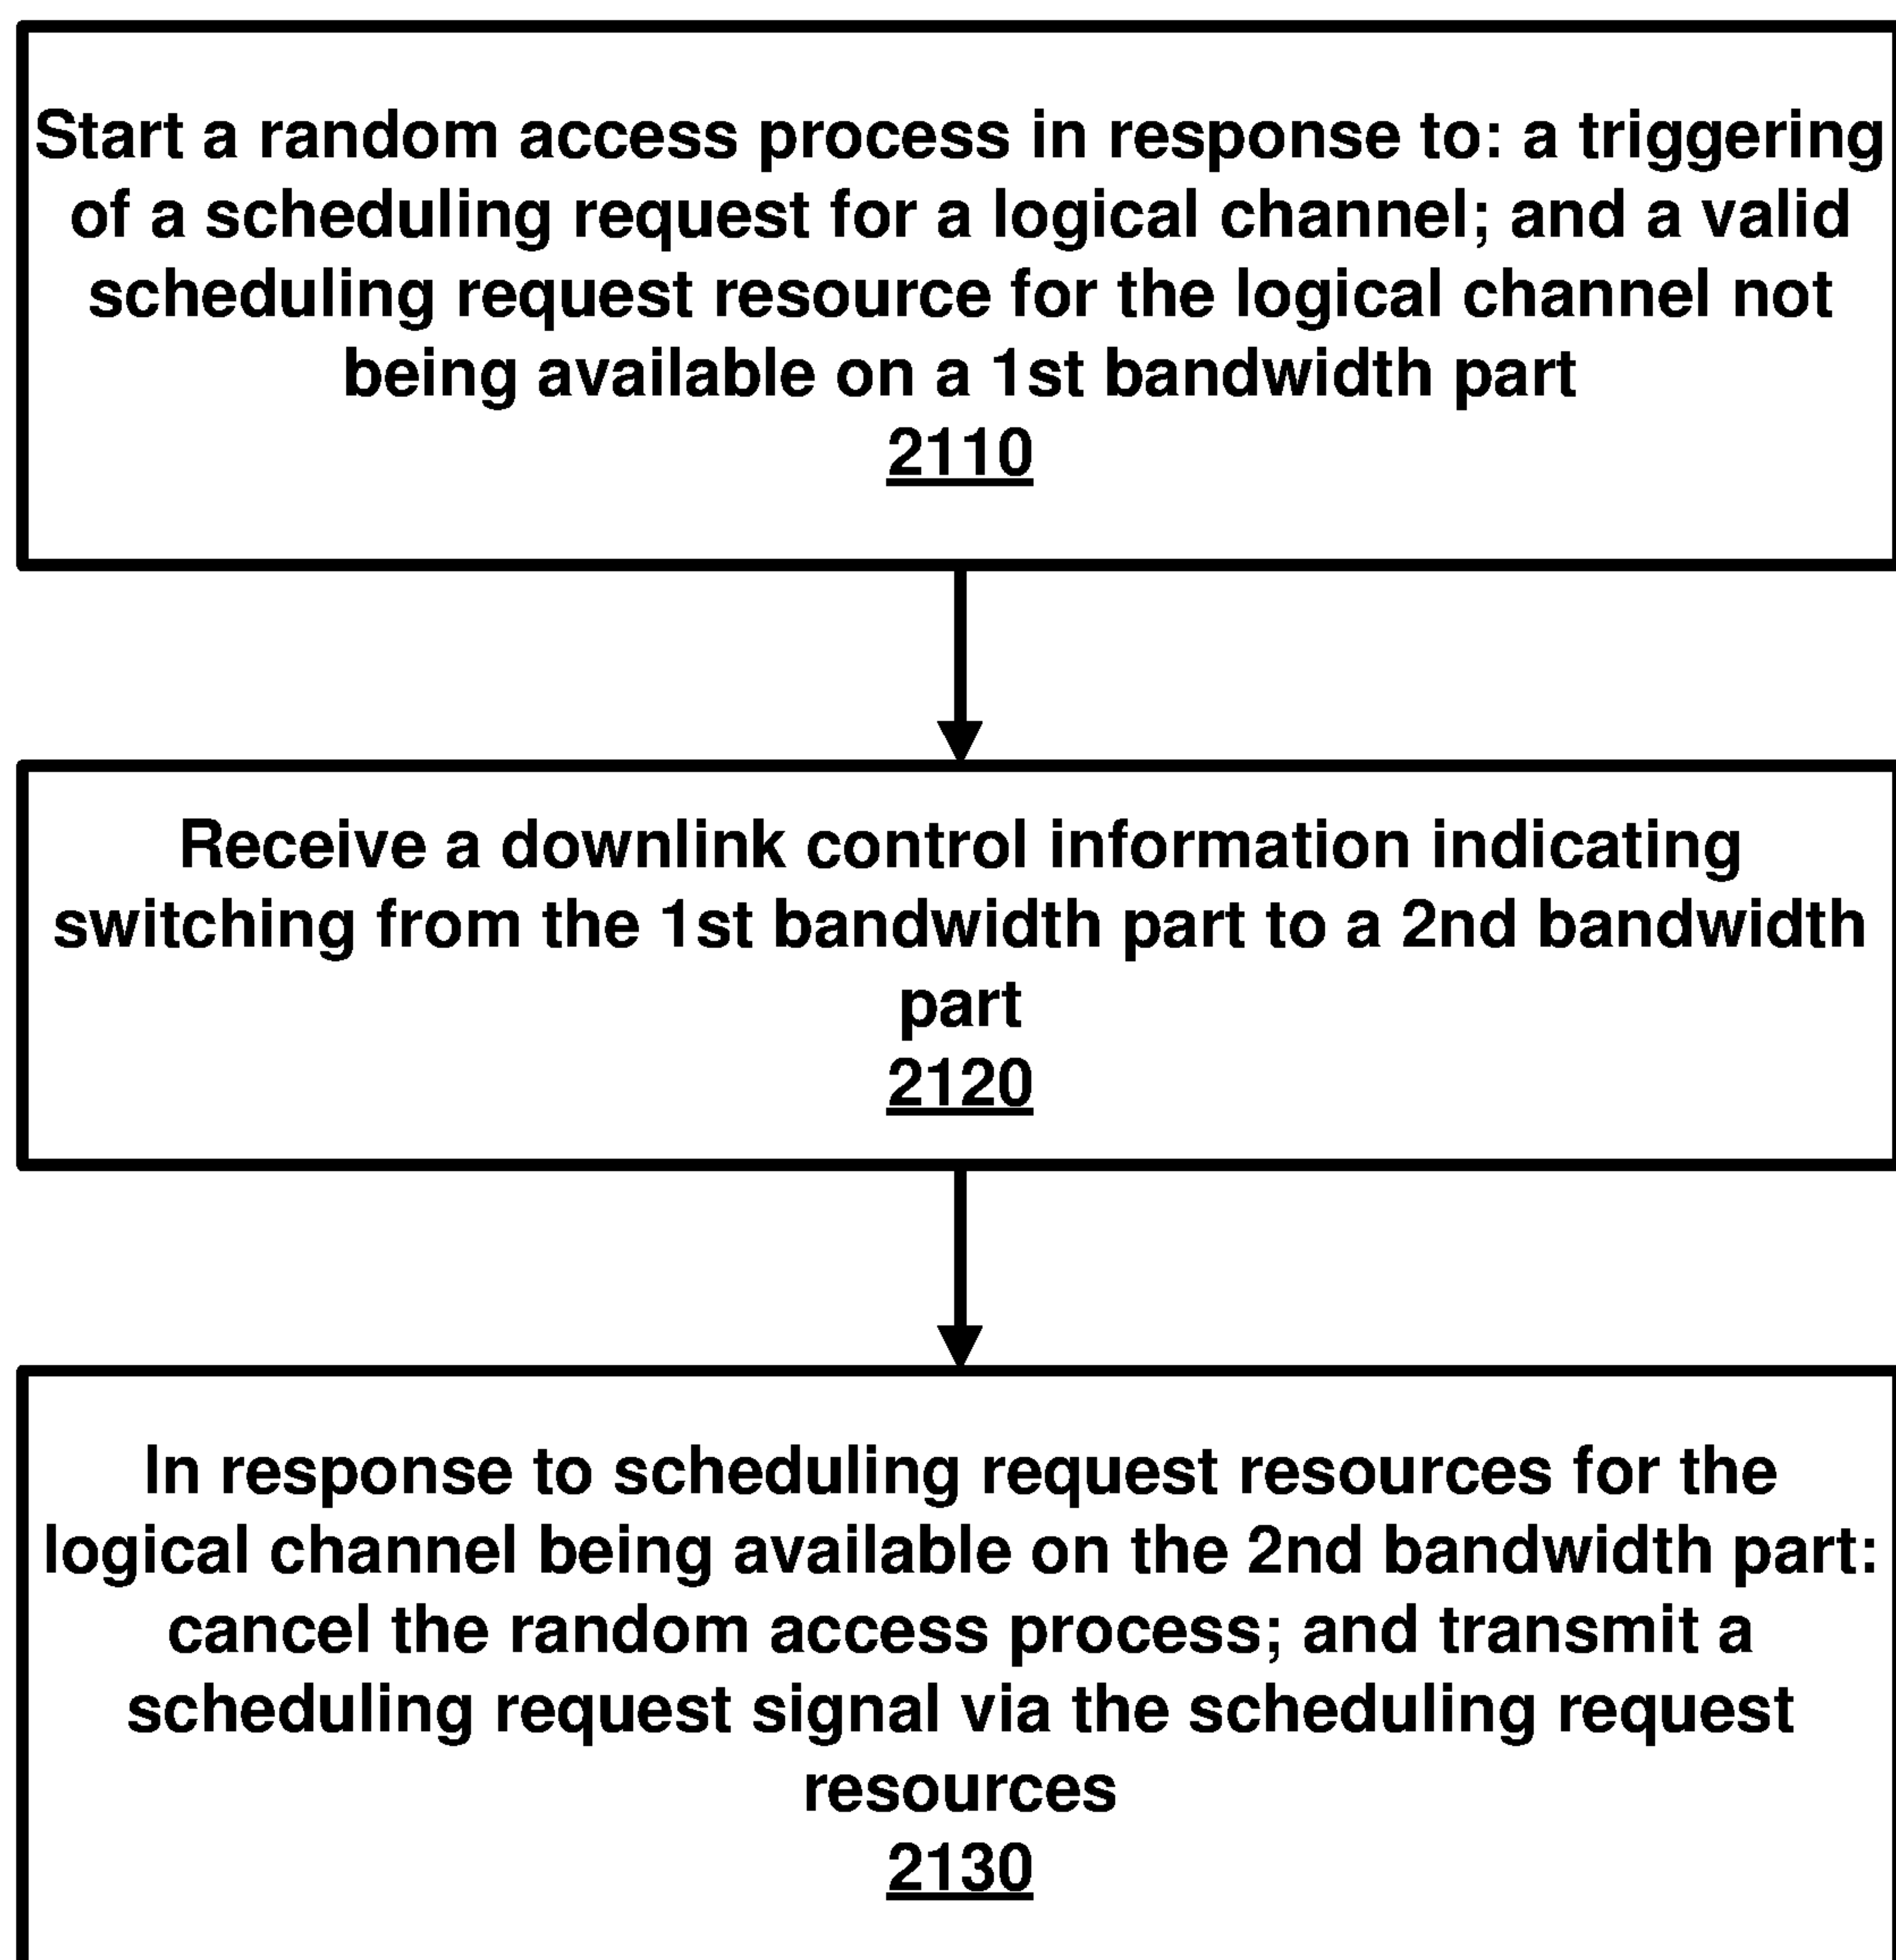 Start a random access process in response to: a triggering
of a scheduling request for a logical channel; and a valid
scheduling request resource for the logical channel not
being available on a 1st bandwidth part
2110
Receive a downlink control information indicating
switching from the 1st bandwidth part to a 2nd bandwidth
part
2120
In response to scheduling request resources for the
logical channel being available on the 2nd bandwidth part:
cancel the random access process; and transmit a
scheduling request signal via the scheduling request
resources
2130